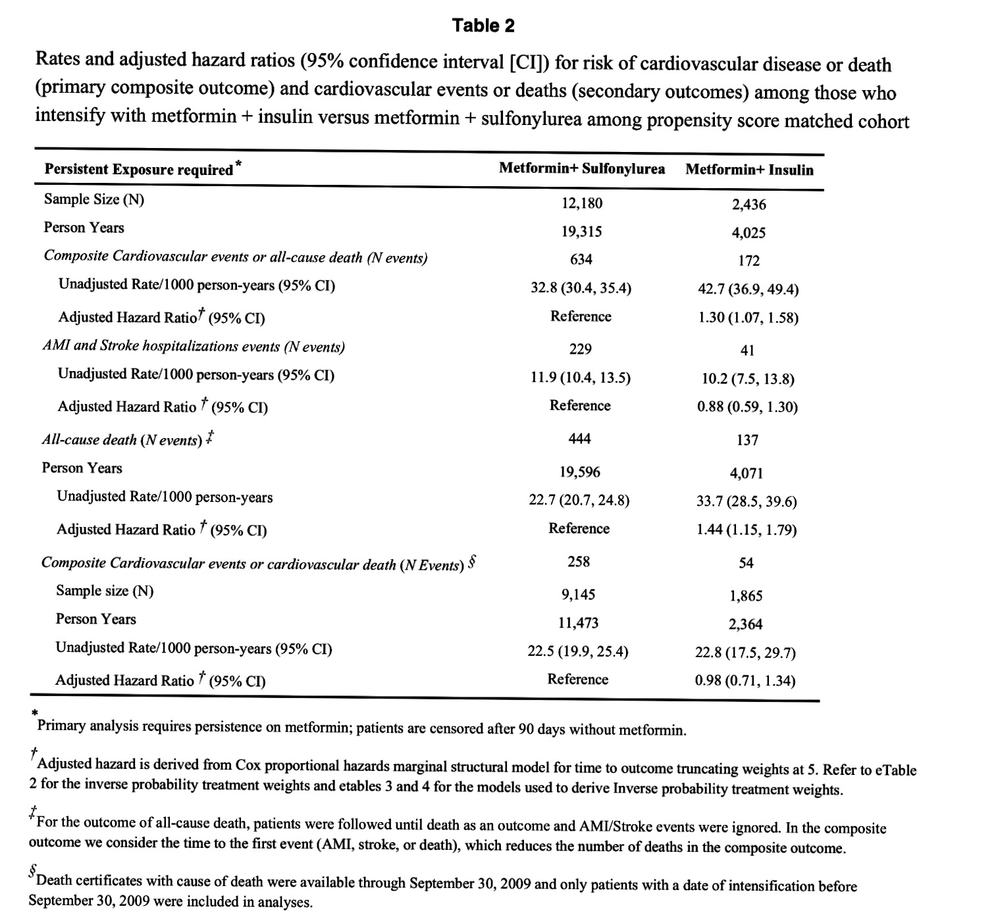 Table 2
Rates and adjusted hazard ratios (95% confidence interval [CI]) for risk of cardiovascular disease or death
(primary composite outcome) and cardiovascular events or deaths (secondary outcomes) among those who
intensify with metformin + insulin versus metformin + sulfonylurea among propensity score matched cohort
Persistent Exposure required* Metformin+ Sulfonylurea Metformin+ Insulin
Sample Size (N) 12,180 2,436
Person Years 19,315 4,025
Composite Cardiovascular events or all-cause death (N events) 634 172
Unadjusted Rate/1000 person-years (95% CI) 32.8 (30.4, 35.4) 42.7 (36.9, 49.4)
Adjusted Hazard Ratio† (95% CI) Reference 1.30 (1.07, 1.58)
AMI and Stroke hospitalizations events (N events) 229 41
Unadjusted Rate/1000 person-years (95% CI) 11.9 (10.4, 13.5) 10.2 (7.5, 13.8)
Adjusted Hazard Ratio † (95% CI) Reference 0.88 (0.59, 1.30)
All-cause death (N events) ‡ 444 137
Person Years 19,596 4,071
Unadjusted Rate/1000 person-years 22.7 (20.7, 24.8) 33.7 (28.5, 39.6)
Adjusted Hazard Ratio † (95% CI) Reference 1.44 (1.15, 1.79)
Composite Cardiovascular events or cardiovascular death (N Events) § 258 54
Sample size (N) 9,145 1,865
Person Years 11,473 2,364
Unadjusted Rate/1000 person-years (95% CI) 22.5 (19.9, 25.4) 22.8 (17.5, 29.7)
Adjusted Hazard Ratio † (95% CI) Reference 0.98 (0.71, 1.34)
*Primary analysis requires persistence on metformin; patients are censored after 90 days without metformin.
†Adjusted hazard is derived from Cox proportional hazards marginal structural model for time to outcome truncating weights at 5. Refer to eTable
2 for the inverse probability treatment weights and etables 3 and 4 for the models used to derive Inverse probability treatment weights.
‡For the outcome of all-cause death, patients were followed until death as an outcome and AMI/Stroke events were ignored. In the composite
outcome we consider the time to the first event (AMI, stroke, or death), which reduces the number of deaths in the composite outcome.
§Death certificates with cause of death were available through September 30, 2009 and only patients with a date of intensification before
September 30, 2009 were included in analyses.